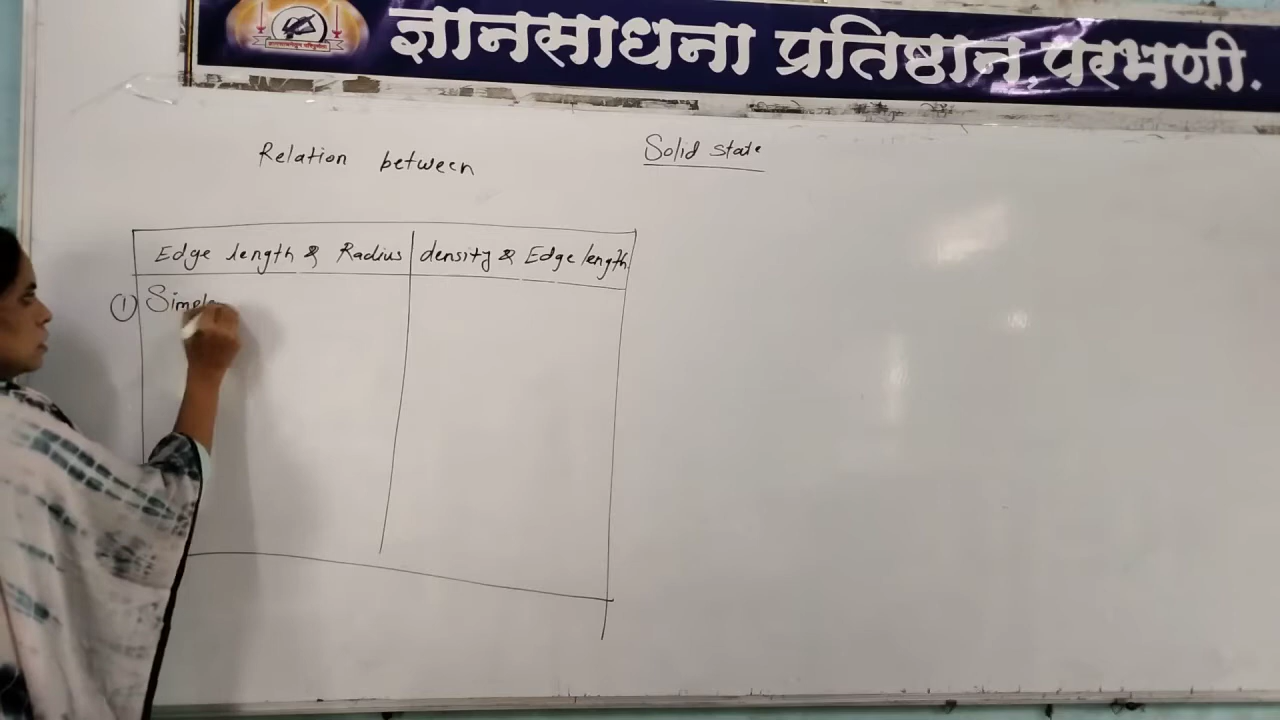 ज्ञानसाधना प्रतिष्ठान, परभणी.
Relation between
Solid state
Edge length & Radius
density & Edge length
① Simple